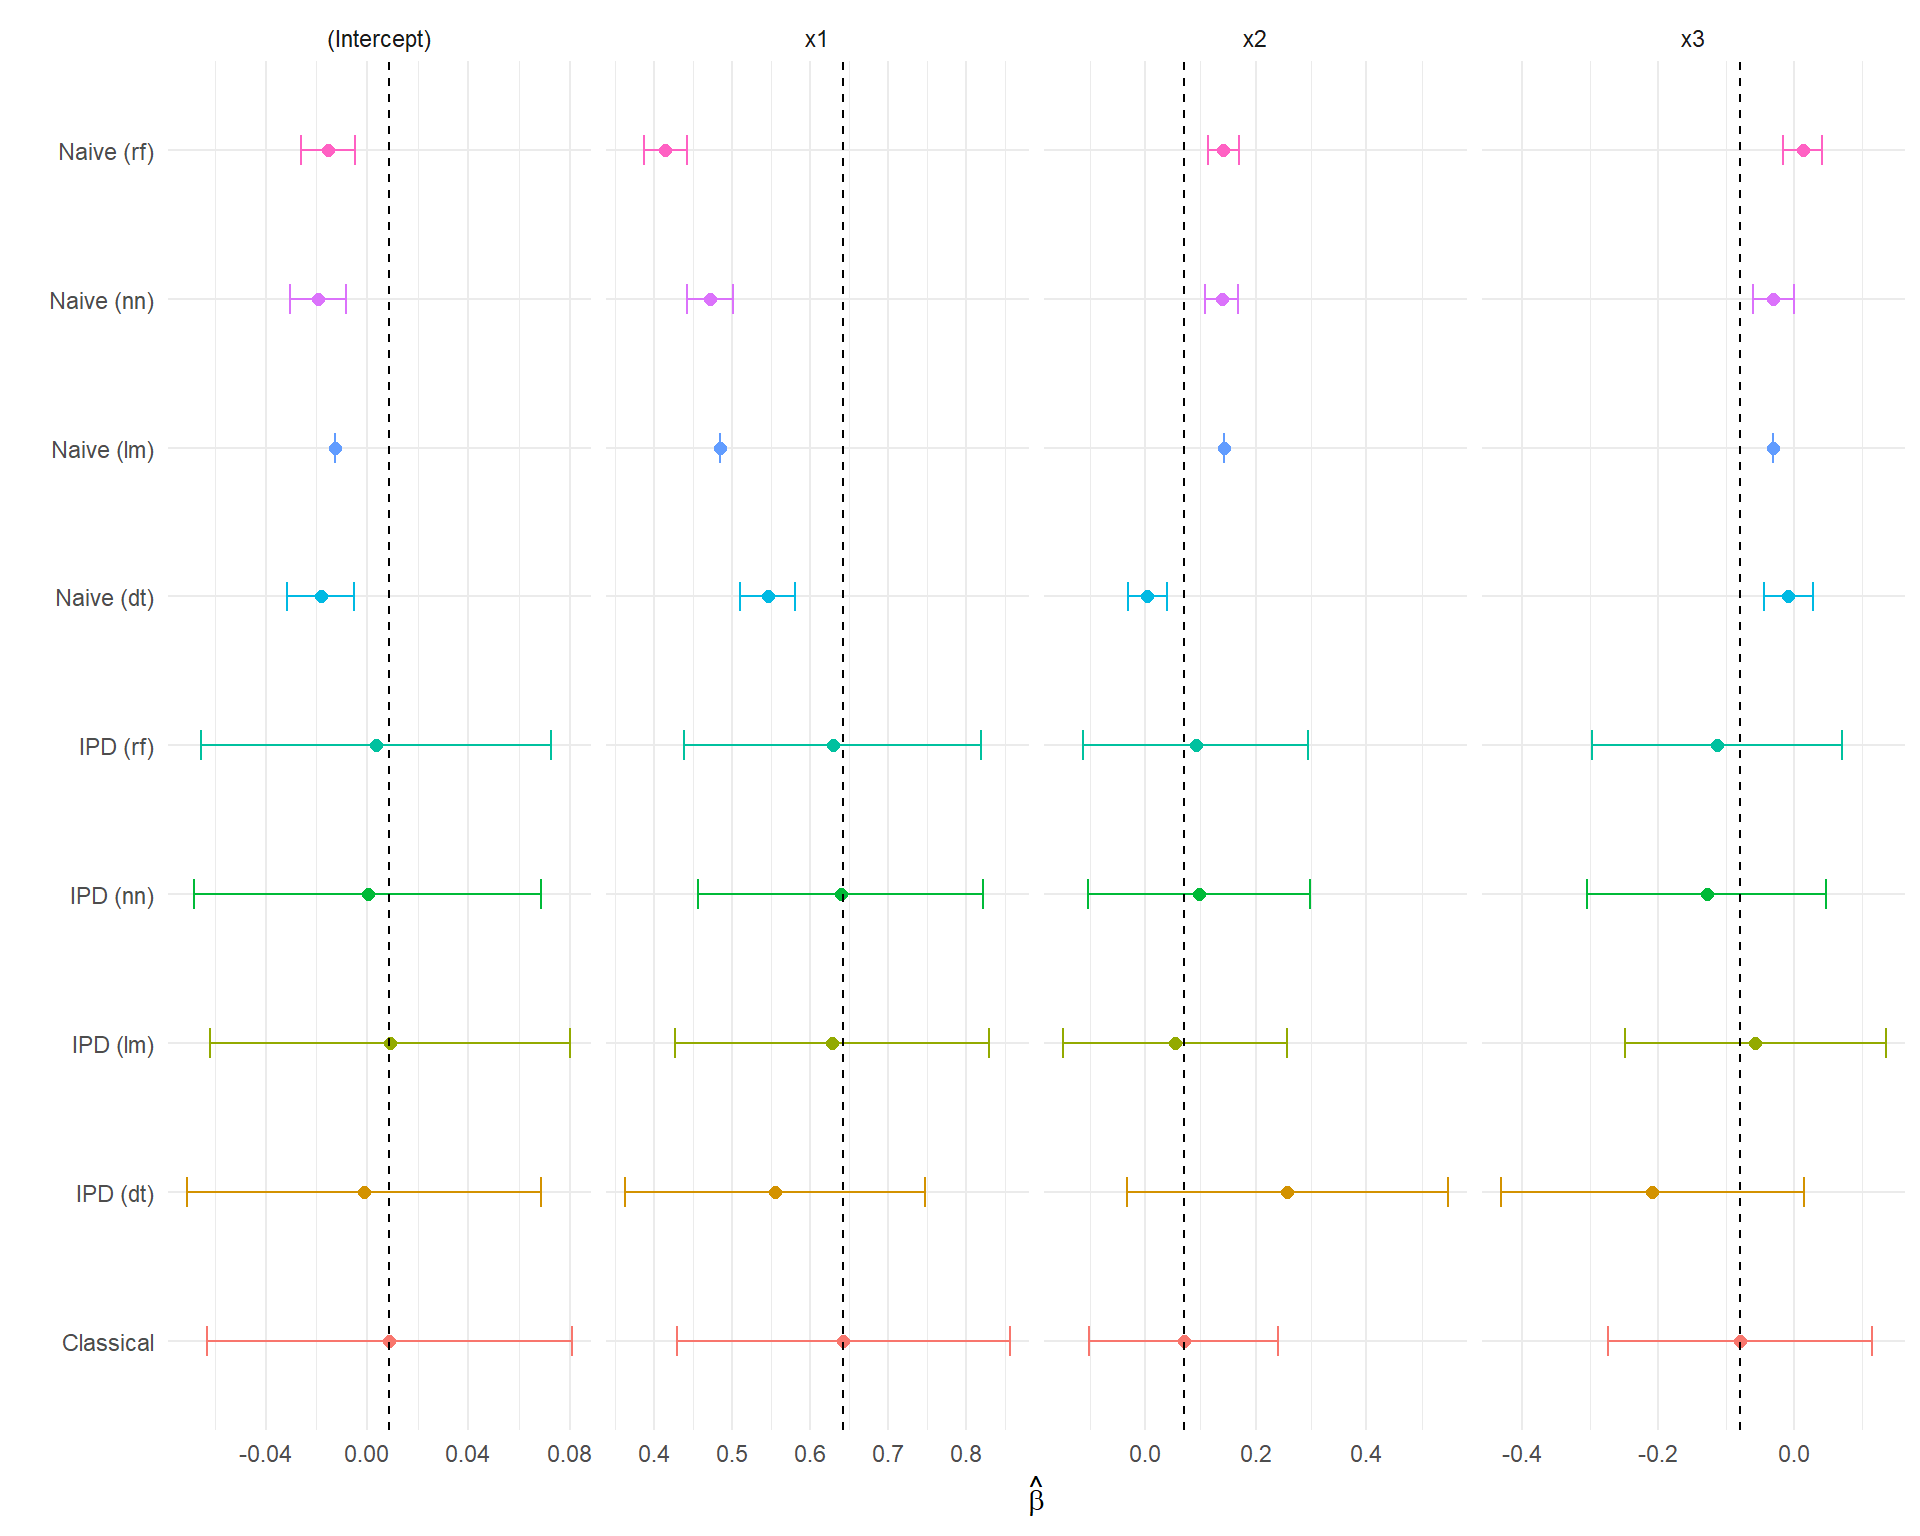 (Intercept) x1 x2 x3
Naive (rf)
Naive (nn)
Naive (lm)
Naive (dt)
IPD (rf)
IPD (nn)
IPD (lm)
IPD (dt)
Classical
-0.04 0.00 0.04 0.08 0.4 0.5 0.6 0.7 0.8 0.0 0.2 0.4 -0.4 -0.2 0.0
β̂